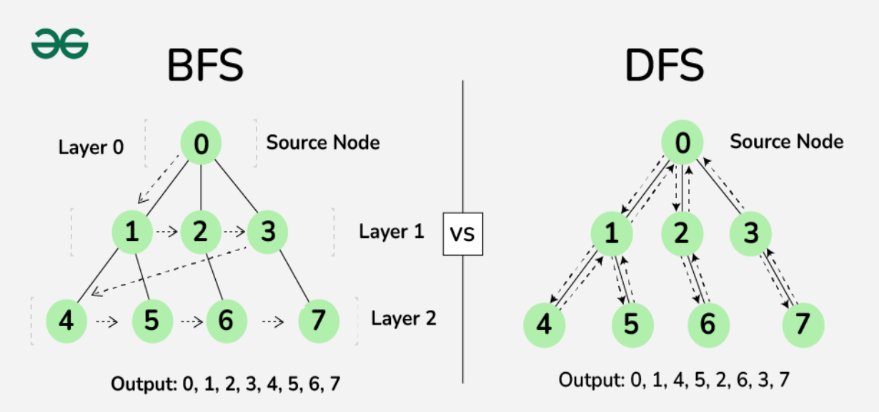 BFS
Layer 0
0
Source Node
1
2
3
Layer 1
4
5
6
7
Layer 2
Output: 0, 1, 2, 3, 4, 5, 6, 7
VS
DFS
0
Source Node
1
2
3
4
5
6
7
Output: 0, 1, 4, 5, 2, 6, 3, 7